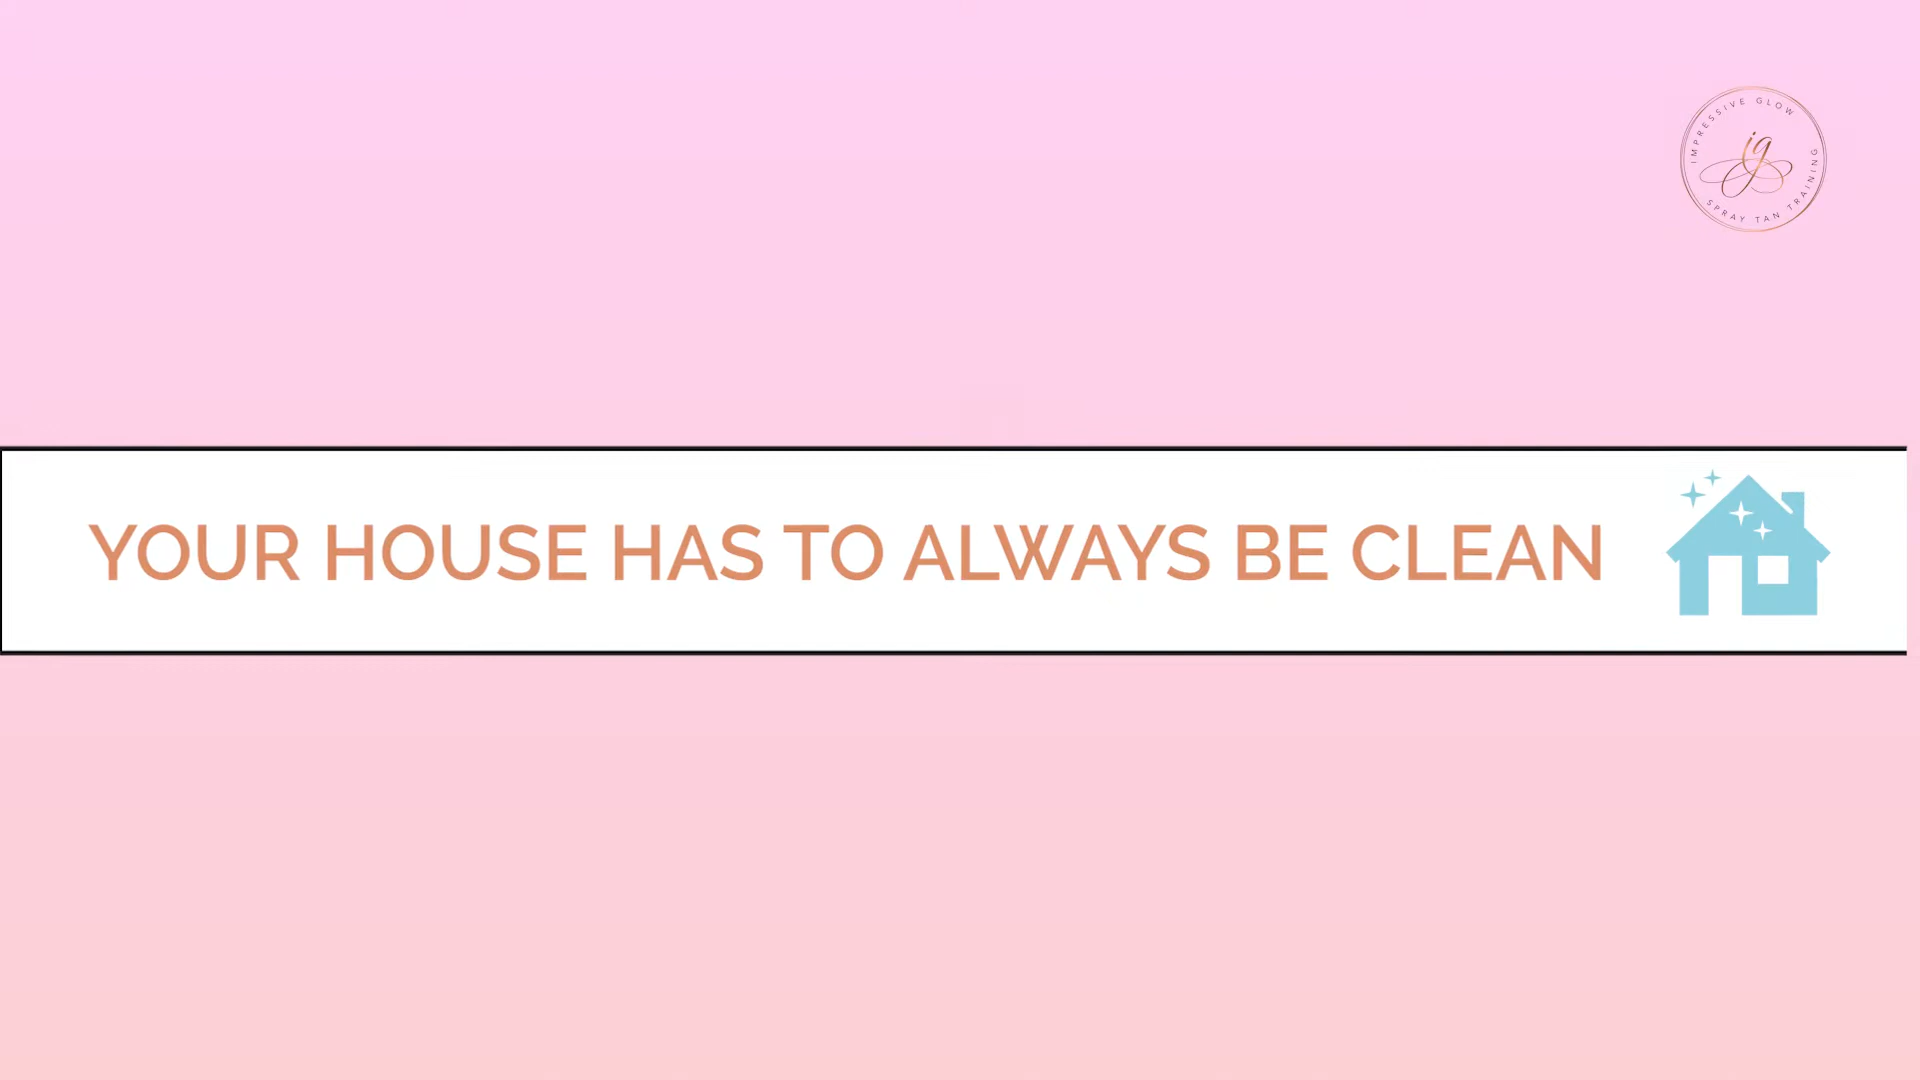 IMPRESSIVE GLOW
ig
SPRAY TAN TRAINING
YOUR HOUSE HAS TO ALWAYS BE CLEAN